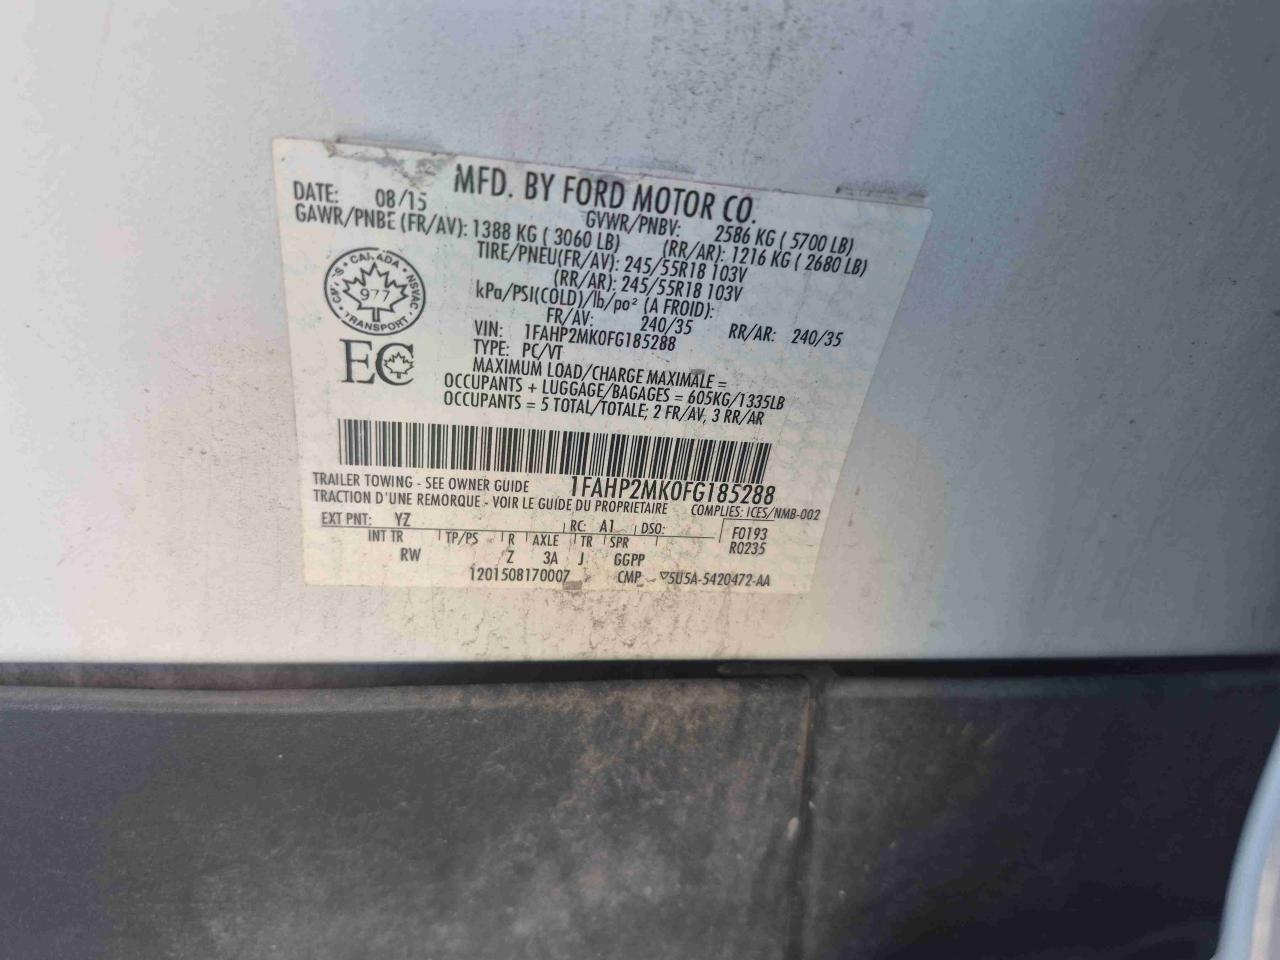 MFD. BY FORD MOTOR CO.
DATE: 08/15 GVWR/PNBV: 2586 KG ( 5700 LB)
GAWR/PNBE (FR/AV): 1388 KG ( 3060 LB) (RR/AR): 1216 KG ( 2680 LB)
TIRE/PNEU(FR/AV): 245/55R18 103V
(RR/AR): 245/55R18 103V
kPa/PSI(COLD)/lb/po² (A FROID):
FR/AV: 240/35 RR/AR: 240/35
VIN: 1FAHP2MK0FG185288
TYPE: PC/VT
MAXIMUM LOAD/CHARGE MAXIMALE =
OCCUPANTS + LUGGAGE/BAGAGES = 605KG/1335LB
OCCUPANTS = 5 TOTAL/TOTALE; 2 FR/AV, 3 RR/AR
CANADA
NSVAC
977
TRANSPORT
EC
1FAHP2MK0FG185288
TRAILER TOWING - SEE OWNER GUIDE
TRACTION D'UNE REMORQUE - VOIR LE GUIDE DU PROPRIETAIRE
COMPLIES: ICES/NMB-002
EXT PNT: YZ RC: A1 DSO: F0193
INT TR TP/PS R AXLE TR SPR R0235
RW Z 3A J GGPP
1201508170007 CMP 5U5A-5420472-AA